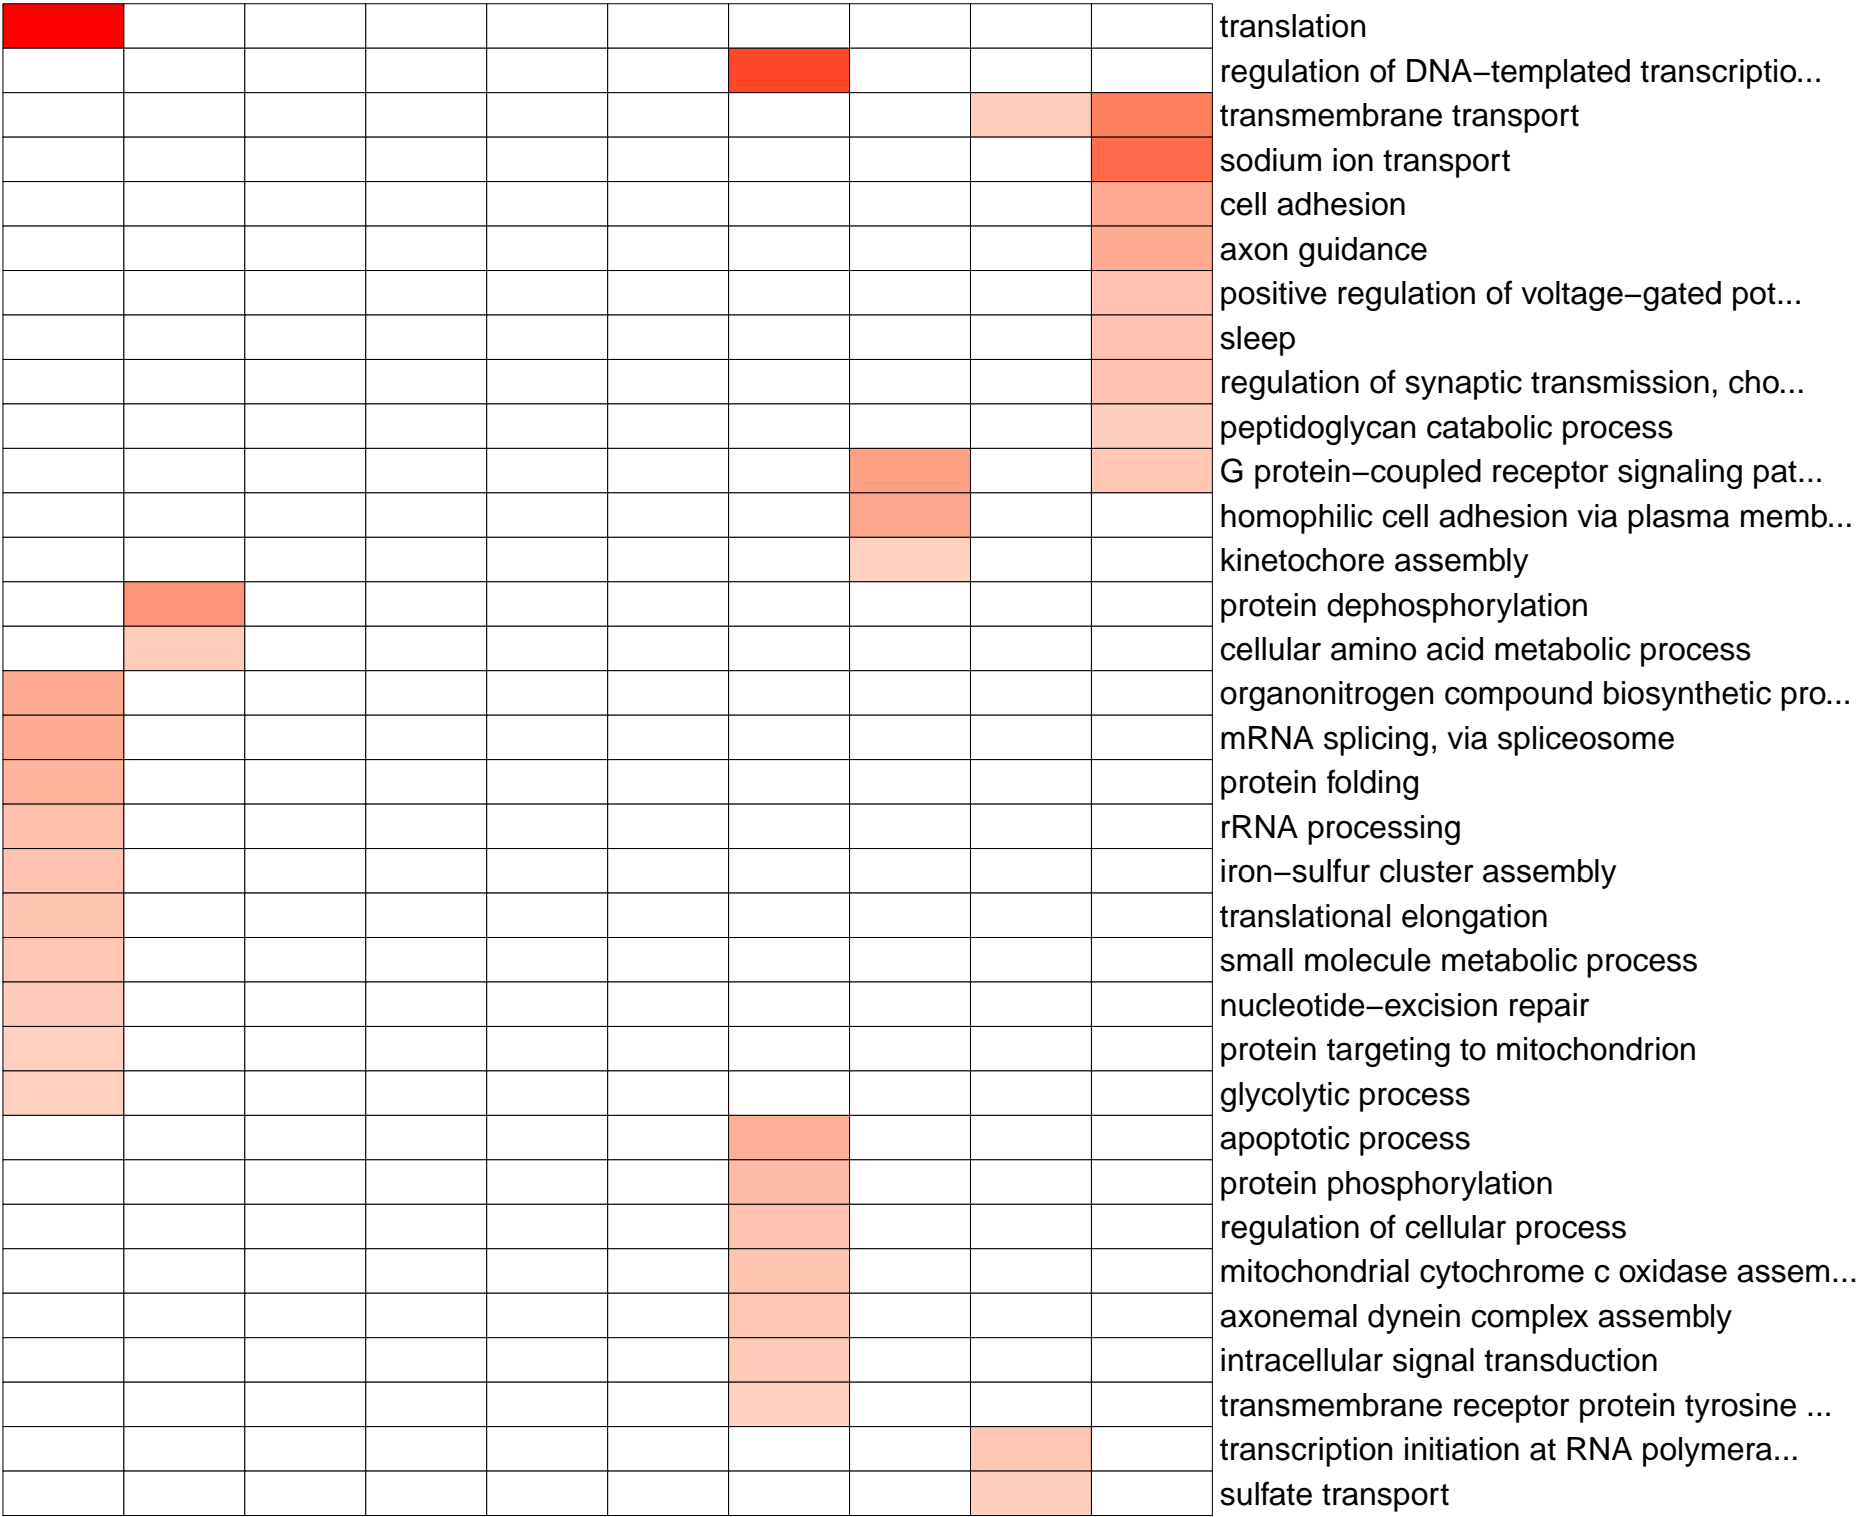 translation
regulation of DNA−templated transcriptio...
transmembrane transport
sodium ion transport
cell adhesion
axon guidance
positive regulation of voltage−gated pot...
sleep
regulation of synaptic transmission, cho...
peptidoglycan catabolic process
G protein−coupled receptor signaling pat...
homophilic cell adhesion via plasma memb...
kinetochore assembly
protein dephosphorylation
cellular amino acid metabolic process
organonitrogen compound biosynthetic pro...
mRNA splicing, via spliceosome
protein folding
rRNA processing
iron−sulfur cluster assembly
translational elongation
small molecule metabolic process
nucleotide−excision repair
protein targeting to mitochondrion
glycolytic process
apoptotic process
protein phosphorylation
regulation of cellular process
mitochondrial cytochrome c oxidase assem...
axonemal dynein complex assembly
intracellular signal transduction
transmembrane receptor protein tyrosine ...
transcription initiation at RNA polymera...
sulfate transport